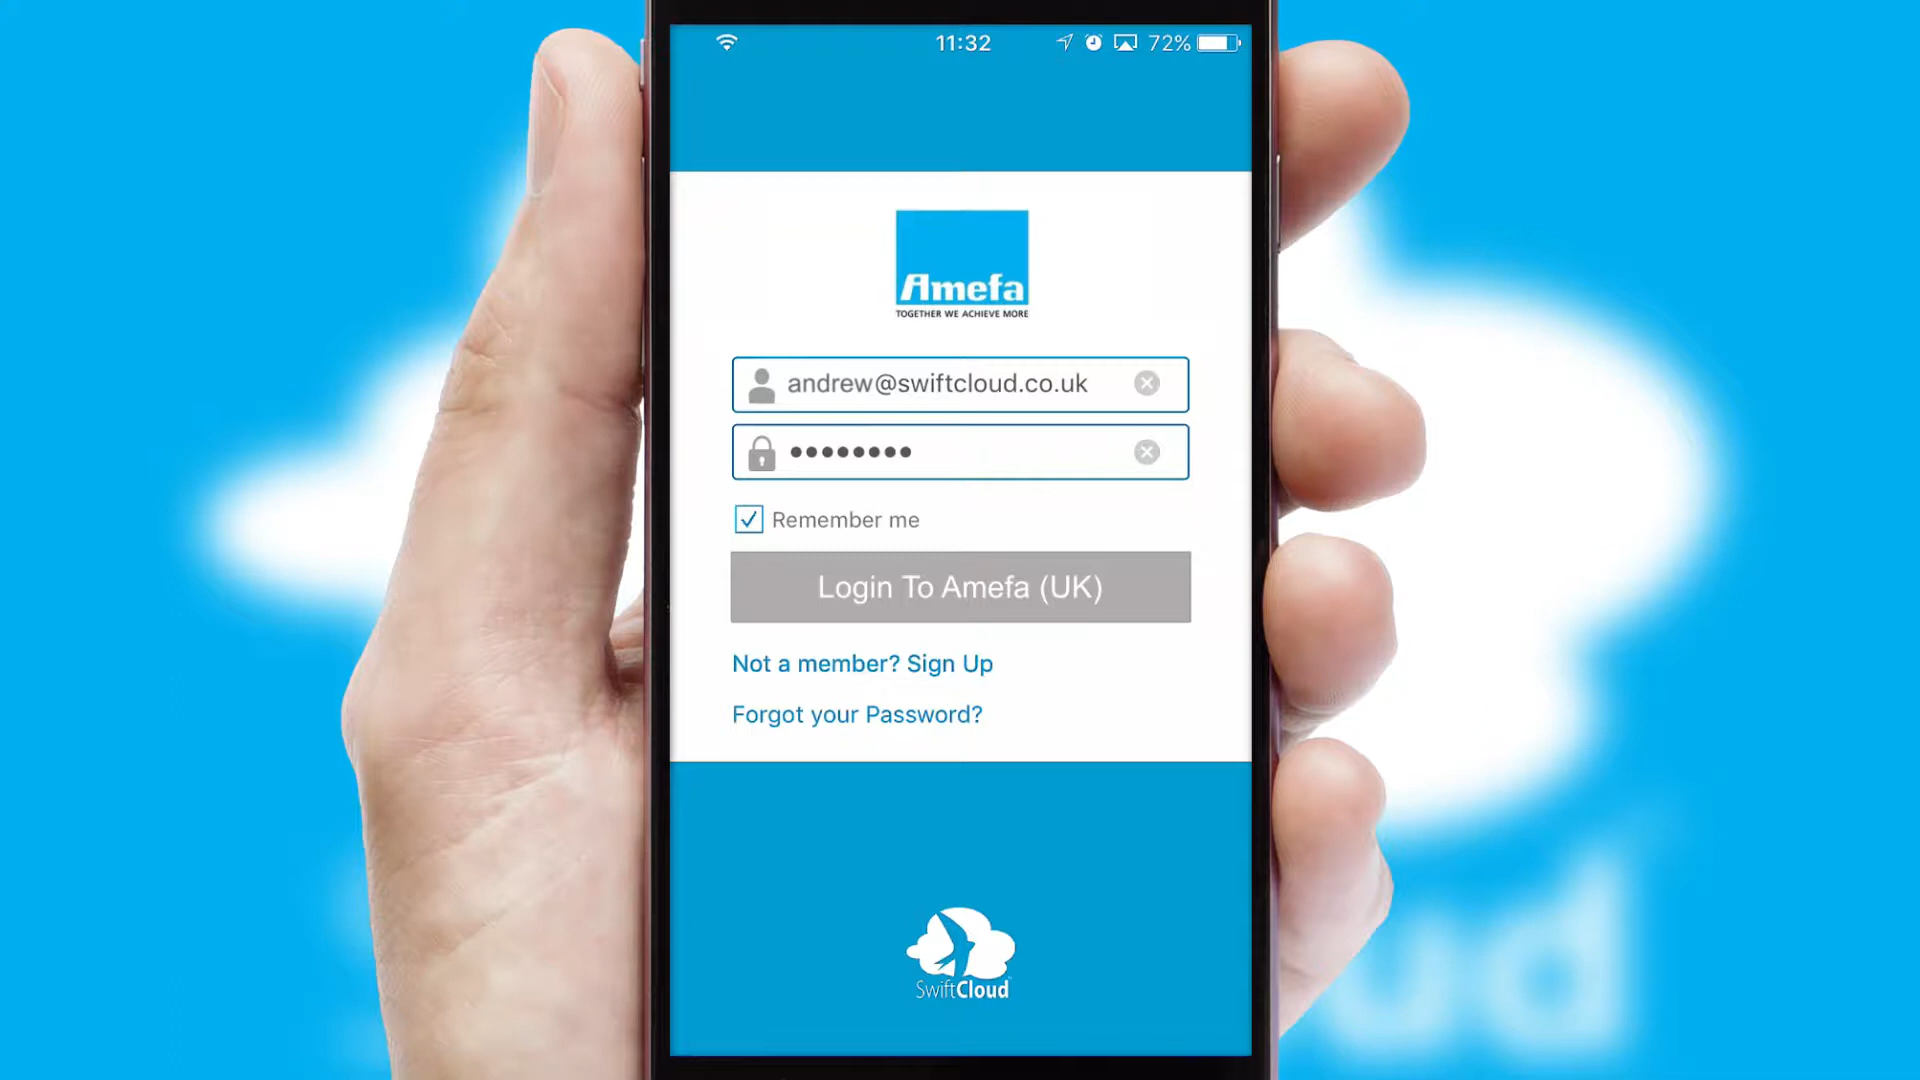 11:32 72%
Amefa
TOGETHER WE ACHIEVE MORE
andrew@swiftcloud.co.uk
••••••••
Remember me
Login To Amefa (UK)
Not a member? Sign Up
Forgot your Password?
SwiftCloud
ud